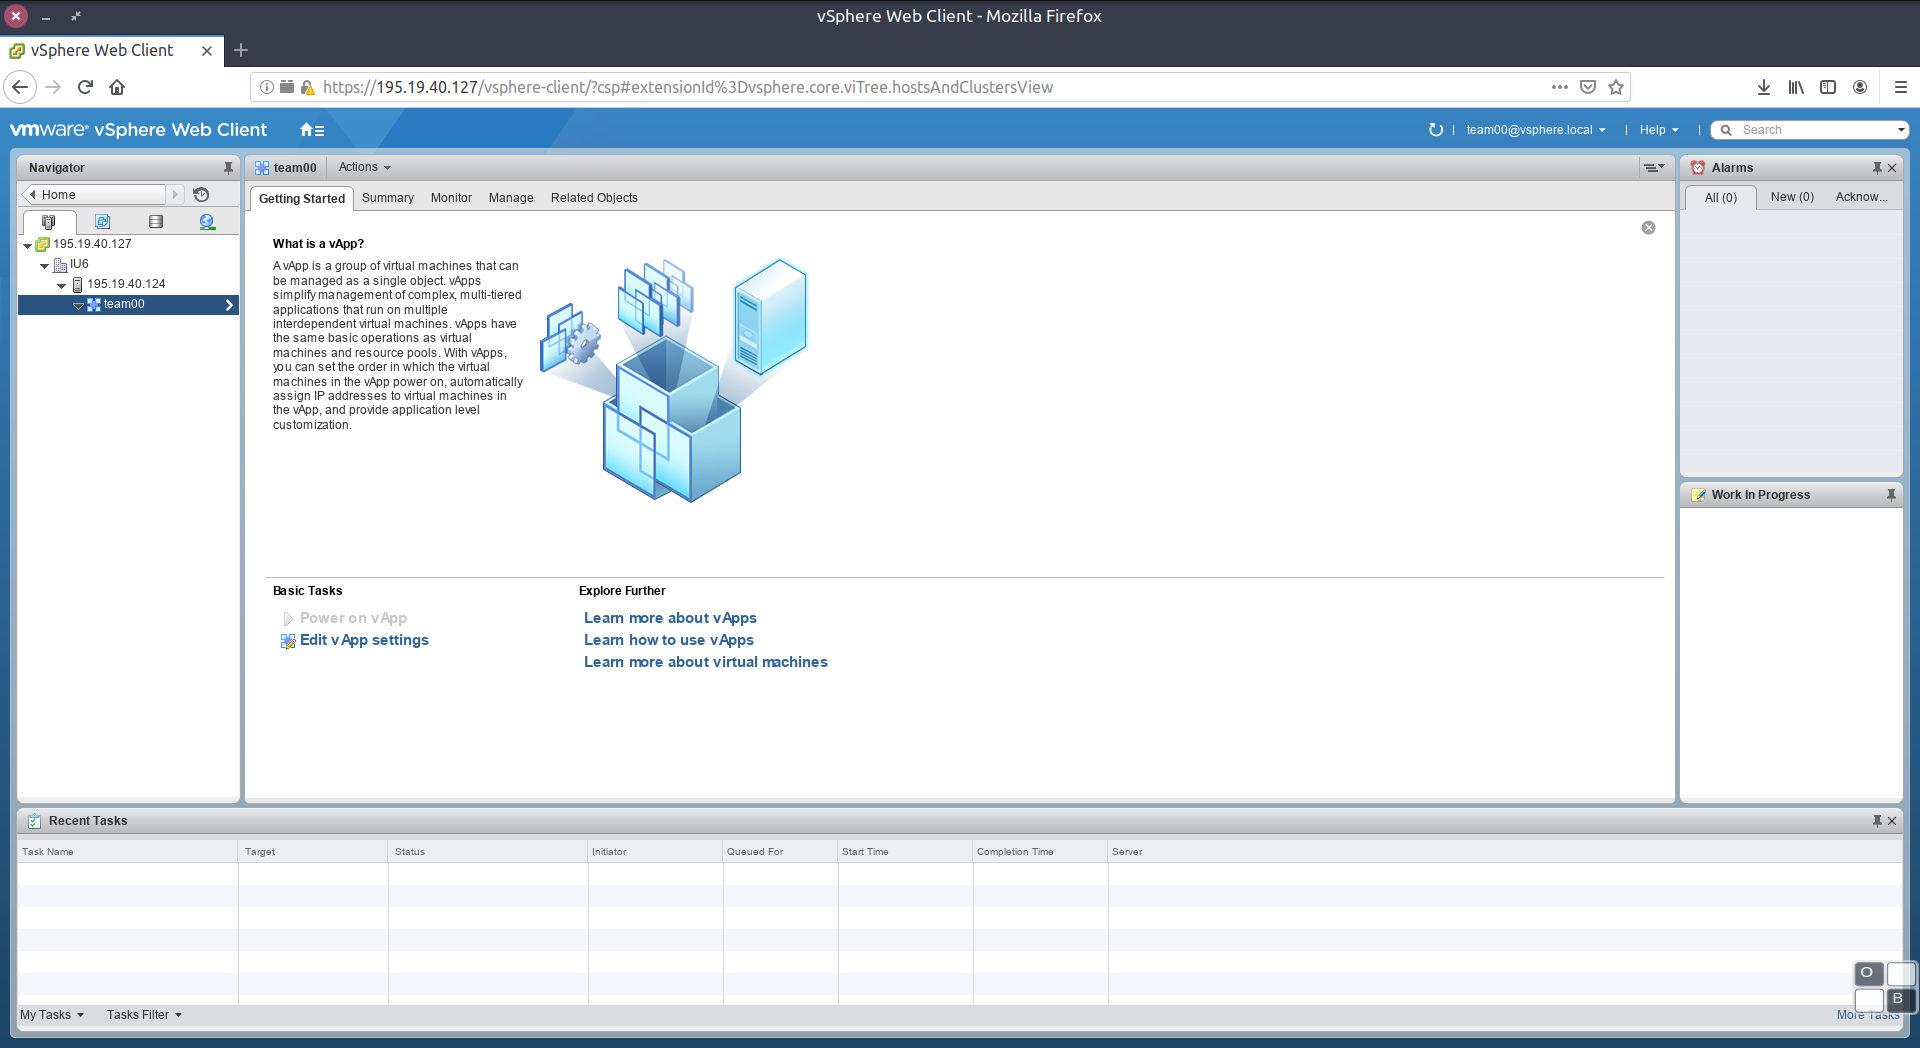 vSphere Web Client - Mozilla Firefox
vSphere Web Client
https://195.19.40.127/vsphere-client/?csp#extensionId%3Dvsphere.core.viTree.hostsAndClustersView
vmware® vSphere Web Client
team00@vsphere.local
Help
Search
Navigator
Home
195.19.40.127
IU6
195.19.40.124
team00
team00
Actions
Getting Started
Summary
Monitor
Manage
Related Objects
What is a vApp?
A vApp is a group of virtual machines that can
be managed as a single object. vApps
simplify management of complex, multi-tiered
applications that run on multiple
interdependent virtual machines. vApps have
the same basic operations as virtual
machines and resource pools. With vApps,
you can set the order in which the virtual
machines in the vApp power on, automatically
assign IP addresses to virtual machines in
the vApp, and provide application level
customization.
Basic Tasks
Power on vApp
Edit vApp settings
Explore Further
Learn more about vApps
Learn how to use vApps
Learn more about virtual machines
Alarms
All (0)
New (0)
Acknow...
Work In Progress
Recent Tasks
Task Name
Target
Status
Initiator
Queued For
Start Time
Completion Time
Server
My Tasks
Tasks Filter
More Tasks
O
B